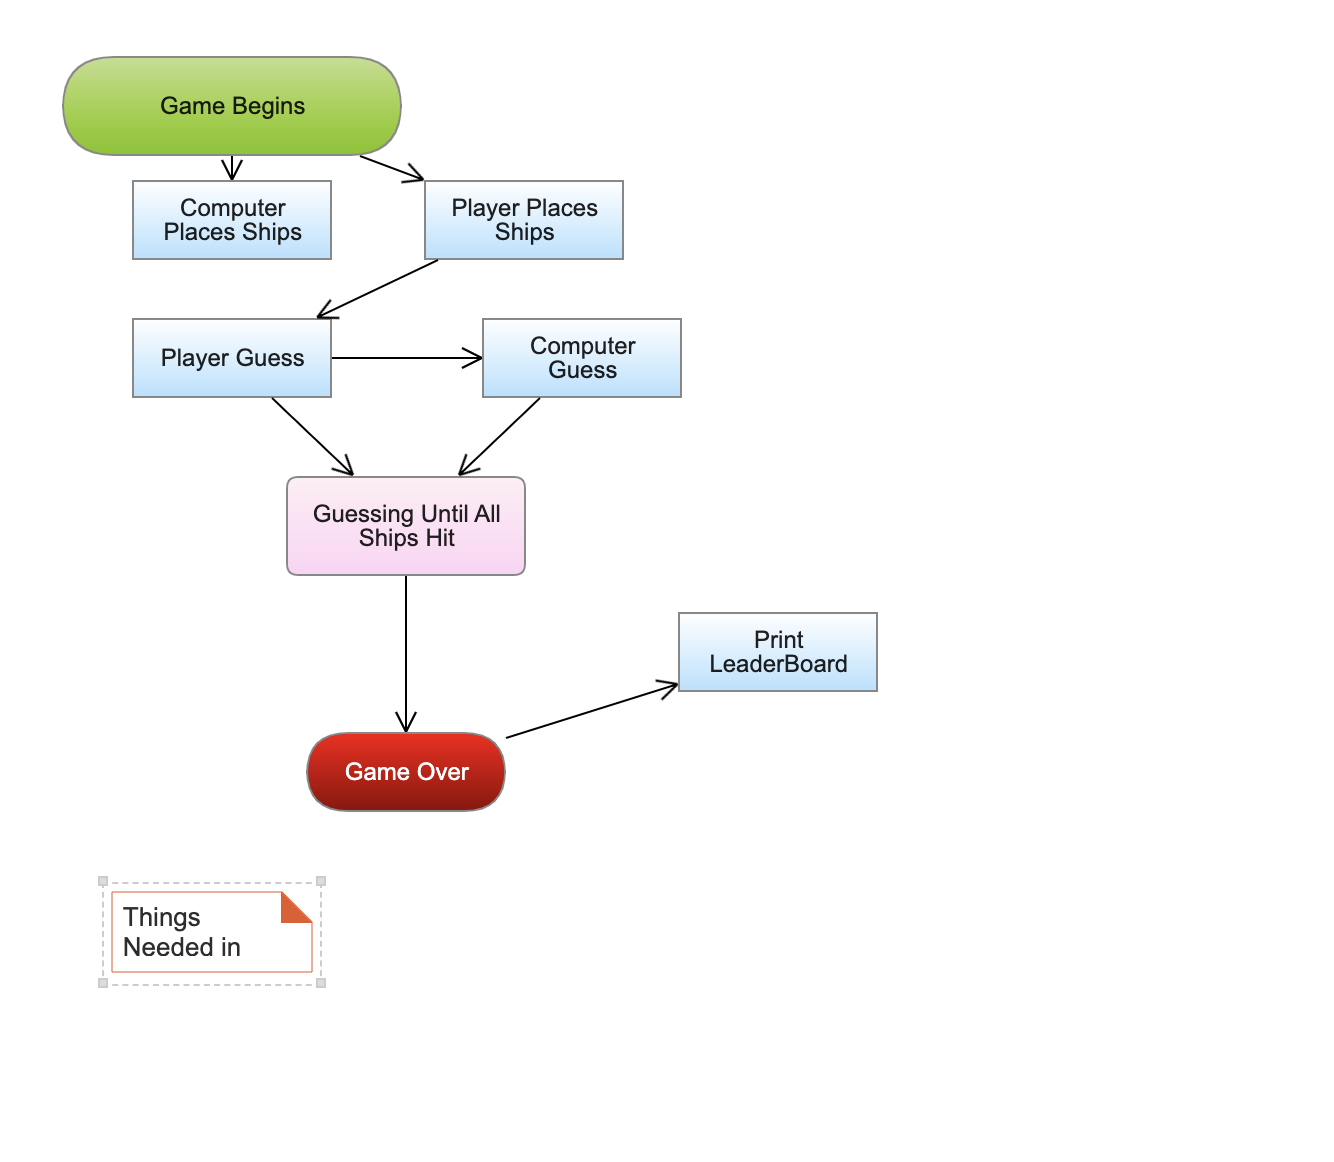 Game Begins
Computer
Places Ships
Player Places
Ships
Player Guess
Computer
Guess
Guessing Until All
Ships Hit
Print
LeaderBoard
Game Over
Things
Needed in